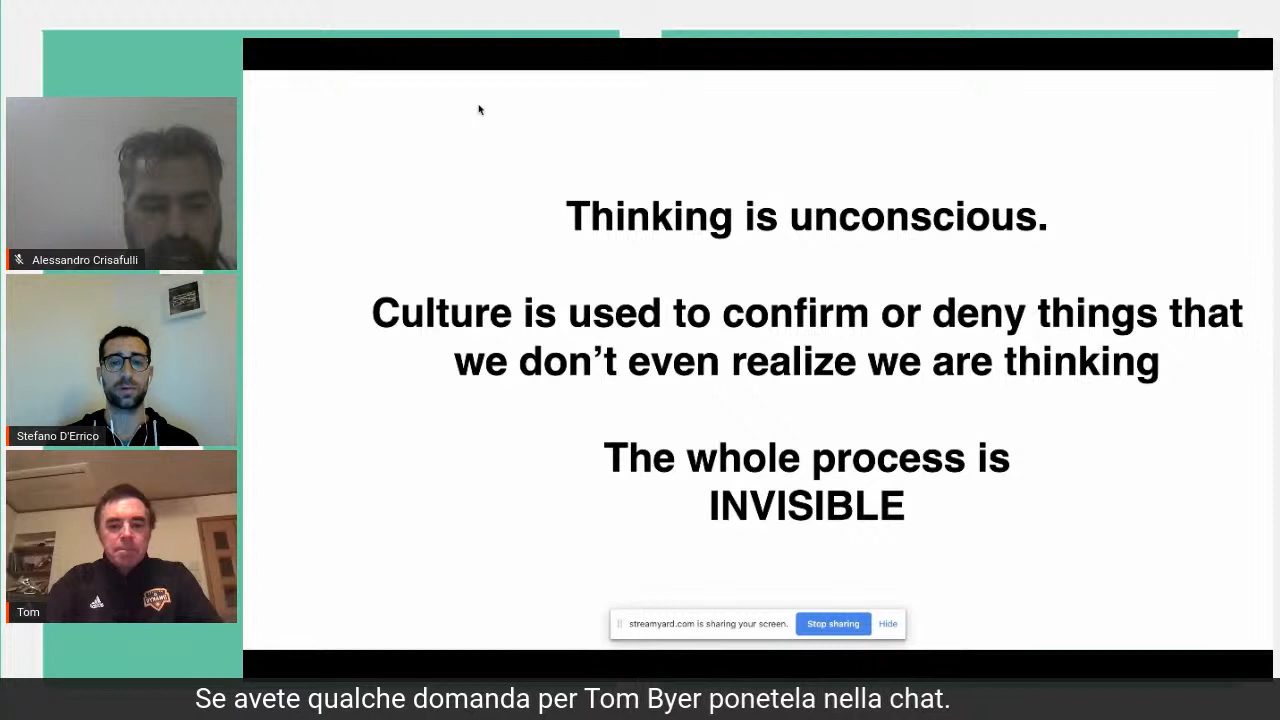 Alessandro Crisafulli
Stefano D'Errico
Tom
Thinking is unconscious.
Culture is used to confirm or deny things that
we don't even realize we are thinking
The whole process is
INVISIBLE
streamyard.com is sharing your screen.
Stop sharing
Hide
Se avete qualche domanda per Tom Byer ponetela nella chat.